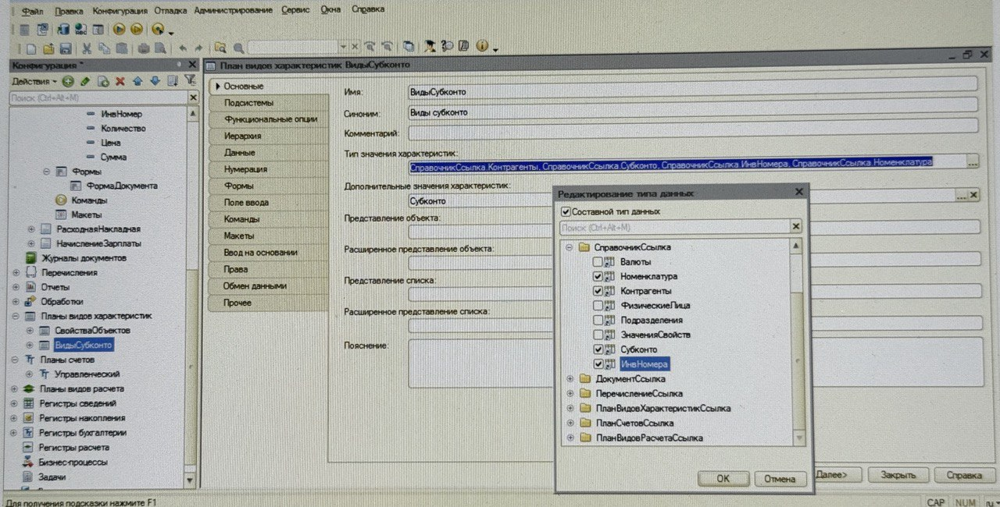 Файл Правка Конфигурация Отладка Администрирование Сервис Окна Справка
Конфигурация *
Действия
Поиск (Ctrl+Alt+M)
ИнвНомер
Количество
Цена
Сумма
Формы
ФормаДокумента
Команды
Макеты
РасходнаяНакладная
НачислениеЗарплаты
Журналы документов
Перечисления
Отчеты
Обработки
Планы видов характеристик
СвойстваОбъектов
ВидыСубконто
Планы счетов
Управленческий
Планы видов расчета
Регистры сведений
Регистры накопления
Регистры бухгалтерии
Регистры расчета
Бизнес-процессы
Задачи
План видов характеристик ВидыСубконто
Основные
Подсистемы
Функциональные опции
Иерархия
Данные
Нумерация
Формы
Поле ввода
Команды
Макеты
Ввод на основании
Права
Обмен данными
Прочее
Имя: ВидыСубконто
Синоним: Виды субконто
Комментарий:
Тип значения характеристик:
СправочникСсылка.Контрагенты, СправочникСсылка.Субконто, СправочникСсылка.ИнвНомера, СправочникСсылка.Номенклатура ...
Дополнительные значения характеристик:
Субконто ...
Представление объекта:
Расширенное представление объекта:
Представление списка:
Расширенное представление списка:
Пояснение:
Редактирование типа данных
Составной тип данных
Поиск (Ctrl+Alt+M)
СправочникСсылка
Валюты
Номенклатура
Контрагенты
ФизическиеЛица
Подразделения
ЗначенияСвойств
Субконто
ИнвНомера
ДокументСсылка
ПеречислениеСсылка
ПланВидовХарактеристикСсылка
ПланСчетовСсылка
ПланВидовРасчетаСсылка
OK Отмена
Далее> Закрыть Справка
Для получения подсказки нажмите F1
CAP NUM ru